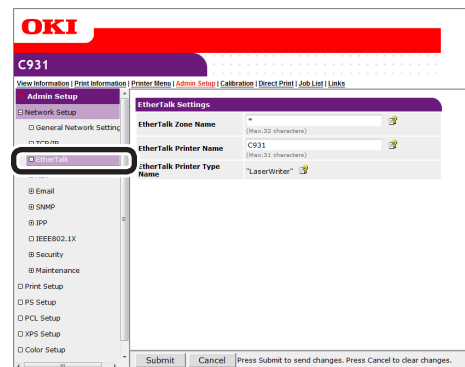 OKI
C931
View Information | Print Information | Printer Menu | Admin Setup | Calibration | Direct Print | Job List | Links
Admin Setup
Network Setup
General Network Setting
TCP/IP
EtherTalk
Email
SNMP
IPP
IEEE802.1X
Security
Maintenance
Print Setup
PS Setup
PCL Setup
XPS Setup
Color Setup
EtherTalk Settings
EtherTalk Zone Name
*
(Max.32 characters)
EtherTalk Printer Name
C931
(Max.31 characters)
EtherTalk Printer Type Name
"LaserWriter"
Submit Cancel Press Submit to send changes. Press Cancel to clear changes.